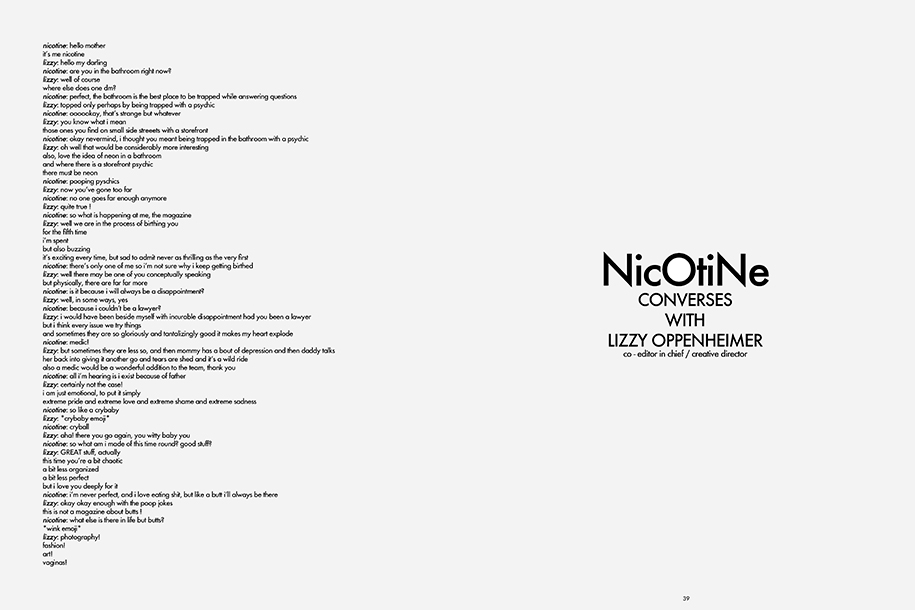 nicotine: hello mother
it's me nicotine
lizzy: hello my darling
nicotine: are you in the bathroom right now?
lizzy: well of course
where else does one dm?
nicotine: perfect, the bathroom is the best place to be trapped while answering questions
lizzy: topped only perhaps by being trapped with a psychic
nicotine: oooookay, that's strange but whatever
lizzy: you know what i mean
those ones you find on small side streeets with a storefront
nicotine: okay nevermind, i thought you meant being trapped in the bathroom with a psychic
lizzy: oh well that would be considerably more interesting
also, love the idea of neon in a bathroom
and where there is a storefront psychic
there must be neon
nicotine: pooping pyschics
lizzy: now you've gone too far
nicotine: no one goes far enough anymore
lizzy: quite true !
nicotine: so what is happening at me, the magazine
lizzy: well we are in the process of birthing you
for the fifth time
i'm spent
but also buzzing
it's exciting every time, but sad to admit never as thrilling as the very first
nicotine: there's only one of me so i'm not sure why i keep getting birthed
lizzy: well there may be one of you conceptually speaking
but physically, there are far far more
nicotine: is it because i will always be a disappointment?
lizzy: well, in some ways, yes
nicotine: because i couldn't be a lawyer?
lizzy: i would have been beside myself with incurable disappointment had you been a lawyer
but i think every issue we try things
and sometimes they are so gloriously and tantalizingly good it makes my heart explode
nicotine: medic!
lizzy: but sometimes they are less so, and then mommy has a bout of depression and then daddy talks
her back into giving it another go and tears are shed and it's a wild ride
also a medic would be a wonderful addition to the team, thank you
nicotine: all i'm hearing is i exist because of father
lizzy: certainly not the case!
i am just emotional, to put it simply
extreme pride and extreme love and extreme shame and extreme sadness
nicotine: so like a crybaby
lizzy: *crybaby emoji*
nicotine: cryball
lizzy: aha! there you go again, you witty baby you
nicotine: so what am i made of this time round? good stuff?
lizzy: GREAT stuff, actually
this time you're a bit chaotic
a bit less organized
a bit less perfect
but i love you deeply for it
nicotine: i'm never perfect, and i love eating shit, but like a butt i'll always be there
lizzy: okay okay enough with the poop jokes
this is not a magazine about butts !
nicotine: what else is there in life but butts?
*wink emoji*
lizzy: photography!
fashion!
art!
vaginas!
NicOtiNe
CONVERSES
WITH
LIZZY OPPENHEIMER
co - editor in chief / creative director
39